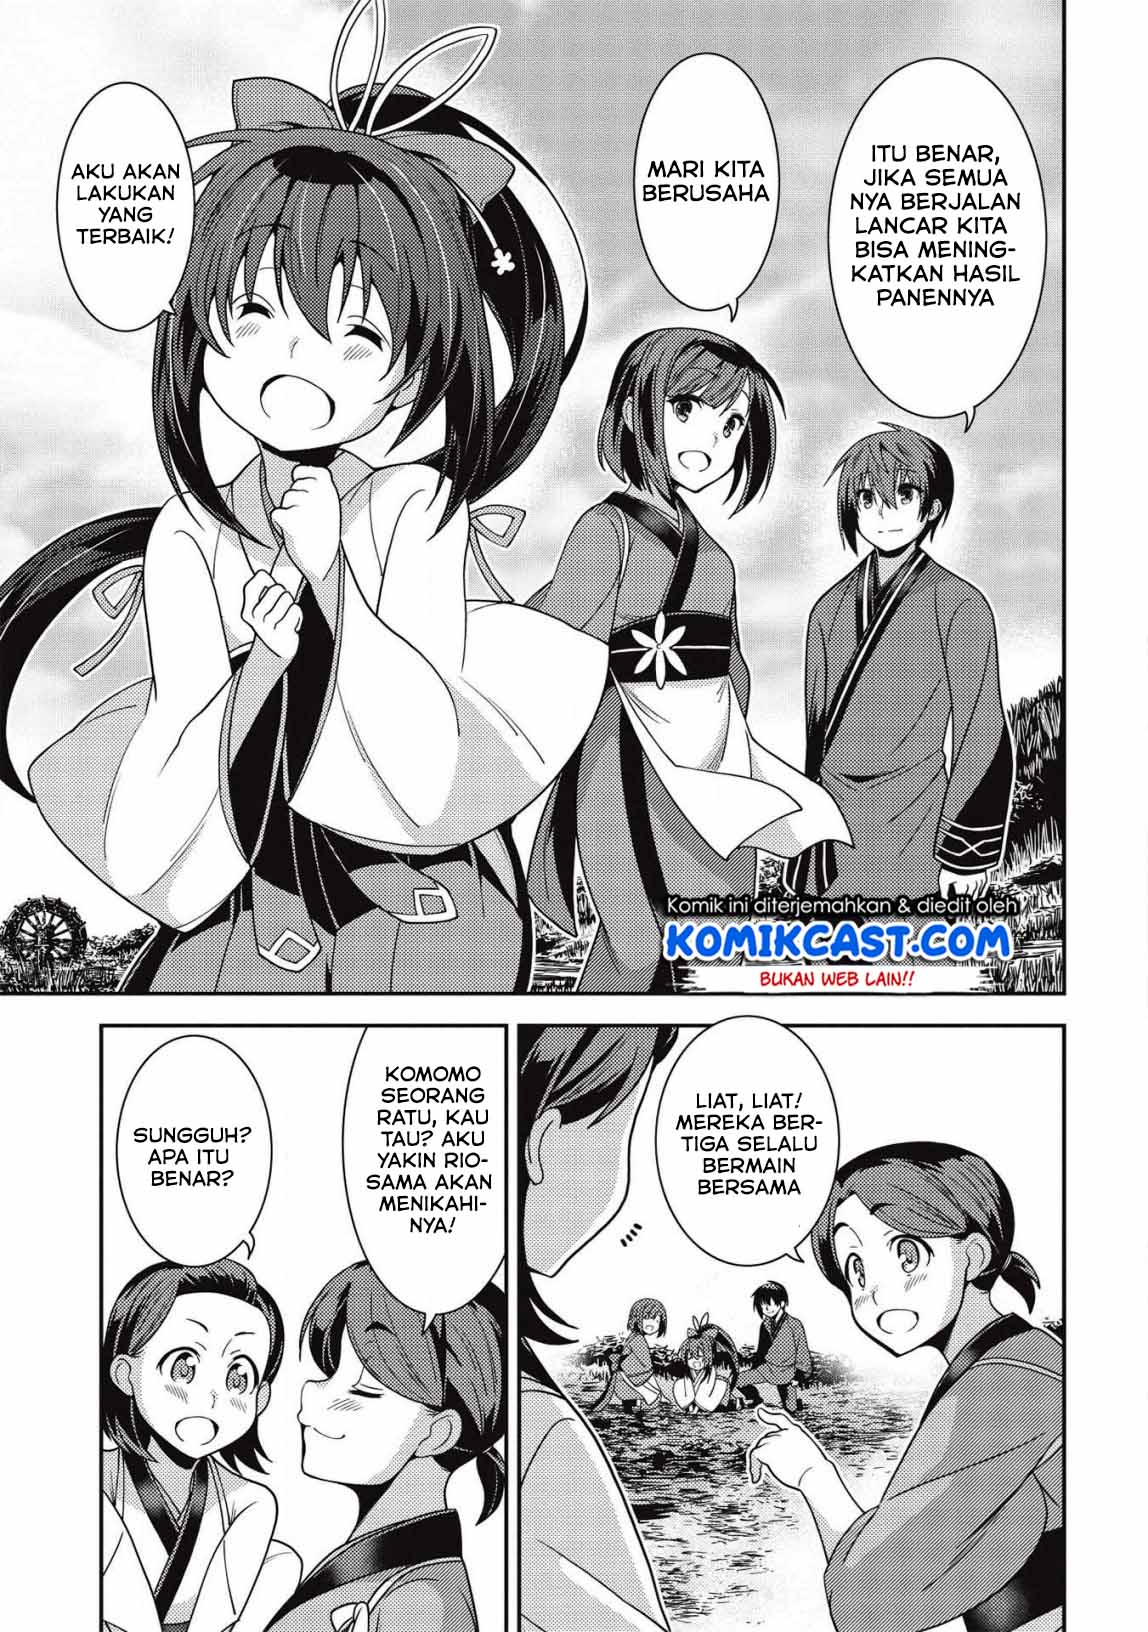 ITU BENAR,
JIKA SEMUA
NYA BERJALAN
LANCAR KITA
BISA MENING-
KATKAN HASIL
PANENNYA
MARI KITA
BERUSAHA
AKU AKAN
LAKUKAN
YANG
TERBAIK!
Komik ini diterjemahkan & diedit oleh
KOMIKCAST.COM
BUKAN WEB LAIN!!
LIAT, LIAT!
MEREKA BER-
TIGA SELALU
BERMAIN
BERSAMA
KOMOMO
SEORANG
RATU, KAU
TAU? AKU
YAKIN RIO-
SAMA AKAN
MENIKAHI-
NYA!
SUNGGUH?
APA ITU
BENAR?